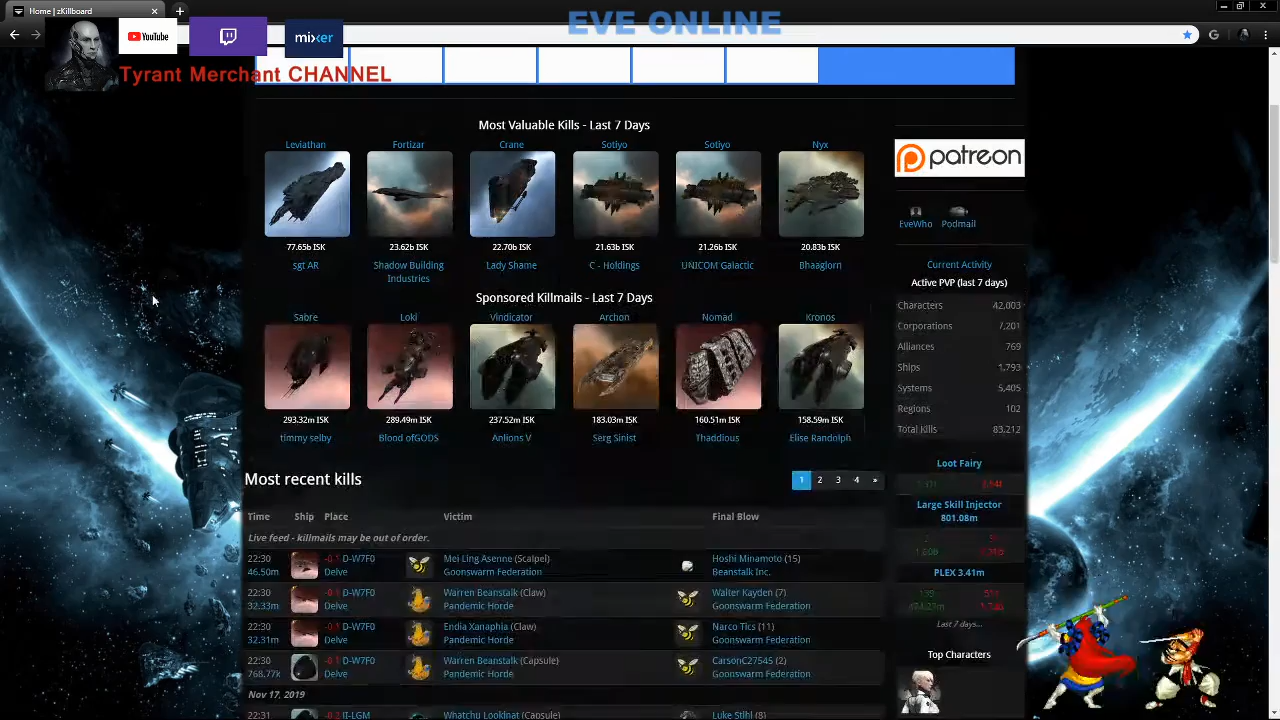 Home | zKillboard
EVE ONLINE
YouTube
mixer
Tyrant Merchant CHANNEL
Most Valuable Kills - Last 7 Days
Leviathan Fortizar Crane Sotiyo Sotiyo Nyx
77.65b ISK 23.62b ISK 22.70b ISK 21.63b ISK 21.26b ISK 20.83b ISK
sgt AR Shadow Building Industries Lady Shame C - Holdings UNICOM Galactic Bhaaglorn
Sponsored Killmails - Last 7 Days
Sabre Loki Vindicator Archon Nomad Kronos
293.32m ISK 289.49m ISK 237.52m ISK 183.03m ISK 160.51m ISK 158.59m ISK
timmy selby Blood ofGODS Anlions V Serg Sinist Thaddious Elise Randolph
patreon
EveWho Podmail
Current Activity
Active PVP (last 7 days)
Characters 42,003
Corporations 7,201
Alliances 769
Ships 1,793
Systems 5,405
Regions 102
Total Kills 83,212
Loot Fairy
Large Skill Injector
801.08m
PLEX 3.41m
Last 7 days...
Top Characters
Most recent kills
1 2 3 4 »
Time Ship Place Victim Final Blow
Live feed - killmails may be out of order.
22:30 -0.1 D-W7F0 Mei Ling Asenne (Scalpel) Hoshi Minamoto (15)
46.50m Delve Goonswarm Federation Beanstalk Inc.
22:30 -0.1 D-W7F0 Warren Beanstalk (Claw) Walter Kayden (7)
32.33m Delve Pandemic Horde Goonswarm Federation
22:30 -0.1 D-W7F0 Endia Xanaphia (Claw) Narco Tics (11)
32.31m Delve Pandemic Horde Goonswarm Federation
22:30 -0.1 D-W7F0 Warren Beanstalk (Capsule) CarsonC27545 (2)
768.77k Delve Pandemic Horde Goonswarm Federation
Nov 17, 2019
22:31 -0.2 II-LGM Whatchu Lookinat (Capsule) Luke Stihl (8)